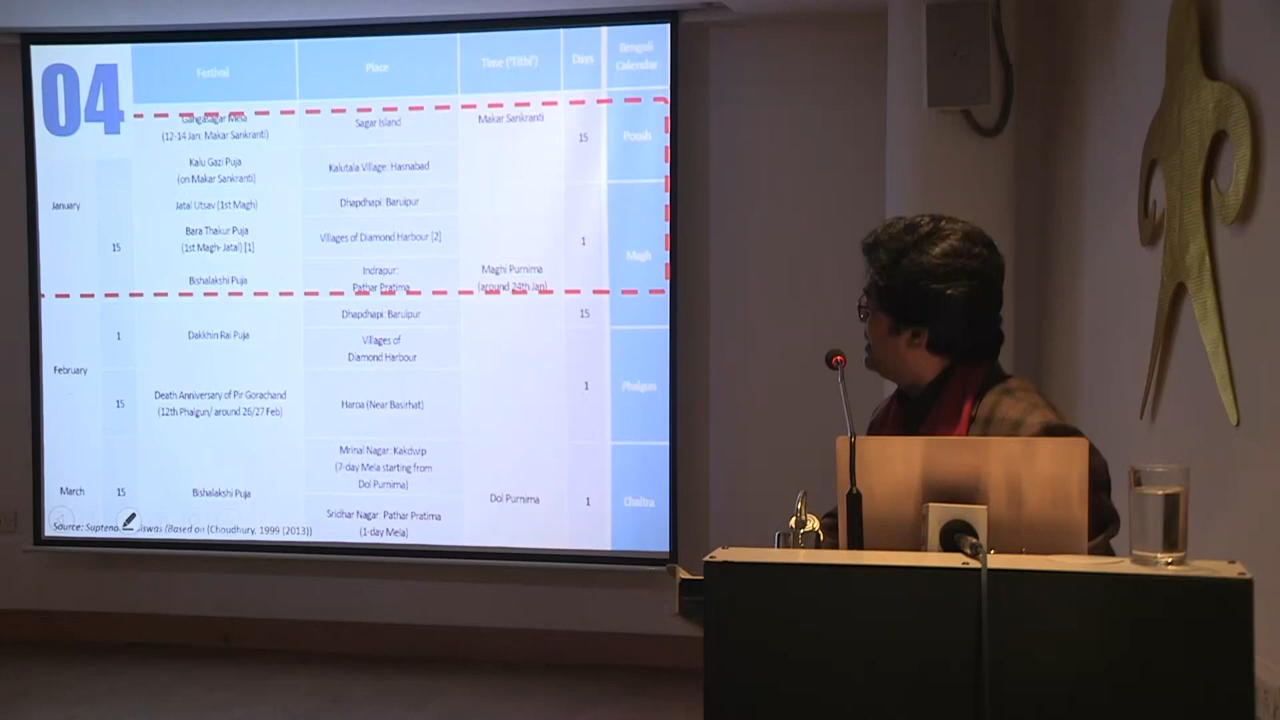 04
Festival
Place
Time ('Tithi')
Days
Bengali
Calendar
Gangasagar Mela
(12-14 Jan: Makar Sankranti)
Sagar Island
Makar Sankranti
15
Poush
Kalu Gazi Puja
(on Makar Sankranti)
Kalutala Village: Hasnabad
January
Jatal Utsav (1st Magh)
Dhapdhapi: Baruipur
15
Bara Thakur Puja
(1st Magh- Jatal) [1]
Villages of Diamond Harbour [2]
1
Magh
Bishalakshi Puja
Indrapur:
Pathar Pratima
Maghi Purnima
(around 24th Jan)
Dhapdhapi: Baruipur
15
1
Dakkhin Rai Puja
Villages of
Diamond Harbour
February
15
Death Anniversary of Pir Gorachand
(12th Phalgun/ around 26/27 Feb)
Haroa (Near Basirhat)
1
Phalgun
Mrinal Nagar: Kakdwip
(7-day Mela starting from
Dol Purnima)
March
15
Bishalakshi Puja
Dol Purnima
1
Chaitra
Sridhar Nagar: Pathar Pratima
(1-day Mela)
Source: (Based on (Choudhury, 1999 [2013])